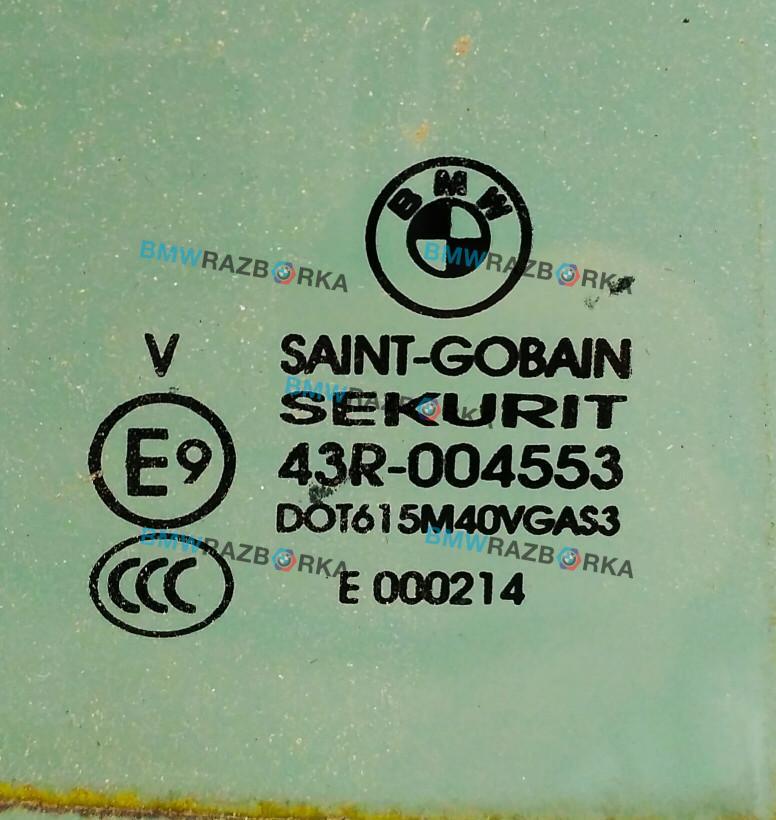 BMW
BMWRAZBORKA BMWRAZBORKA
V SAINT-GOBAIN
BMWRAZBORKA
SEKURIT
E9 43R-004553
DOT615M40VGAS3
BMWRAZBORKA BMWRAZBORKA
CCC E 000214